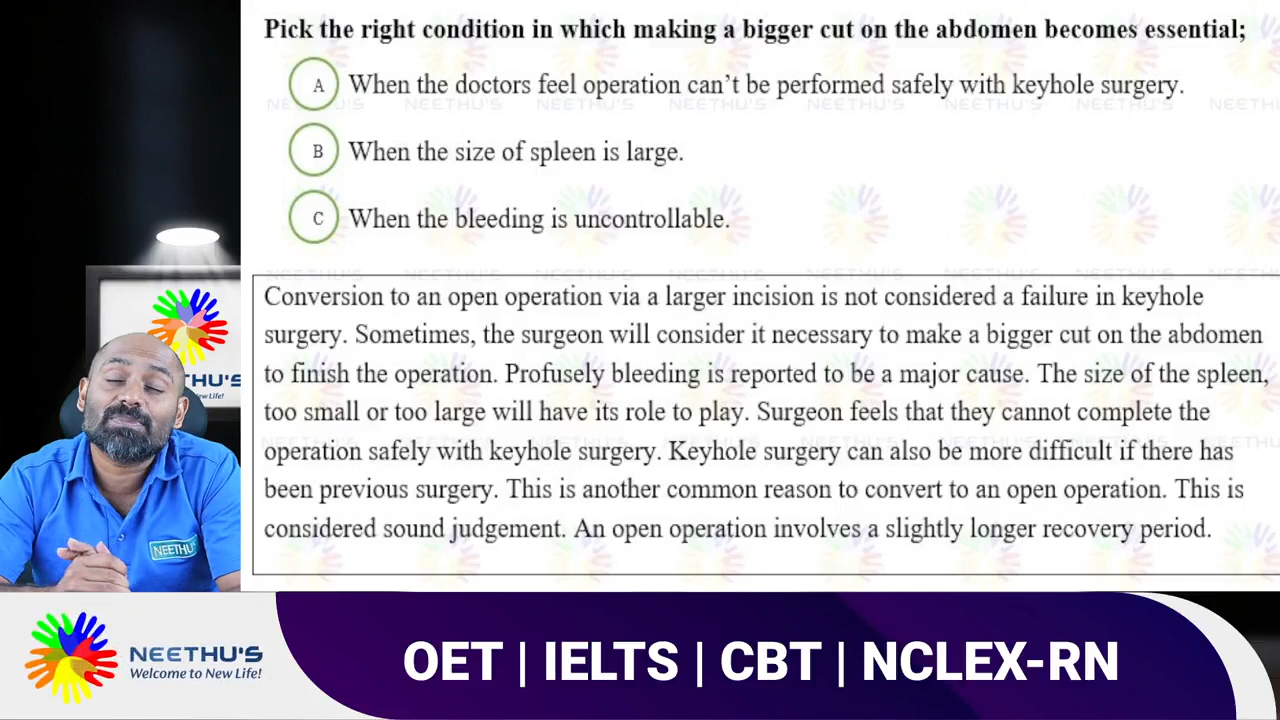 Pick the right condition in which making a bigger cut on the abdomen becomes essential;
A When the doctors feel operation can't be performed safely with keyhole surgery.
B When the size of spleen is large.
C When the bleeding is uncontrollable.
Conversion to an open operation via a larger incision is not considered a failure in keyhole
surgery. Sometimes, the surgeon will consider it necessary to make a bigger cut on the abdomen
to finish the operation. Profusely bleeding is reported to be a major cause. The size of the spleen,
too small or too large will have its role to play. Surgeon feels that they cannot complete the
operation safely with keyhole surgery. Keyhole surgery can also be more difficult if there has
been previous surgery. This is another common reason to convert to an open operation. This is
considered sound judgement. An open operation involves a slightly longer recovery period.
THU'S
ew Life!
NEETHU
NEETHU'S
Welcome to New Life!
OET | IELTS | CBT | NCLEX-RN